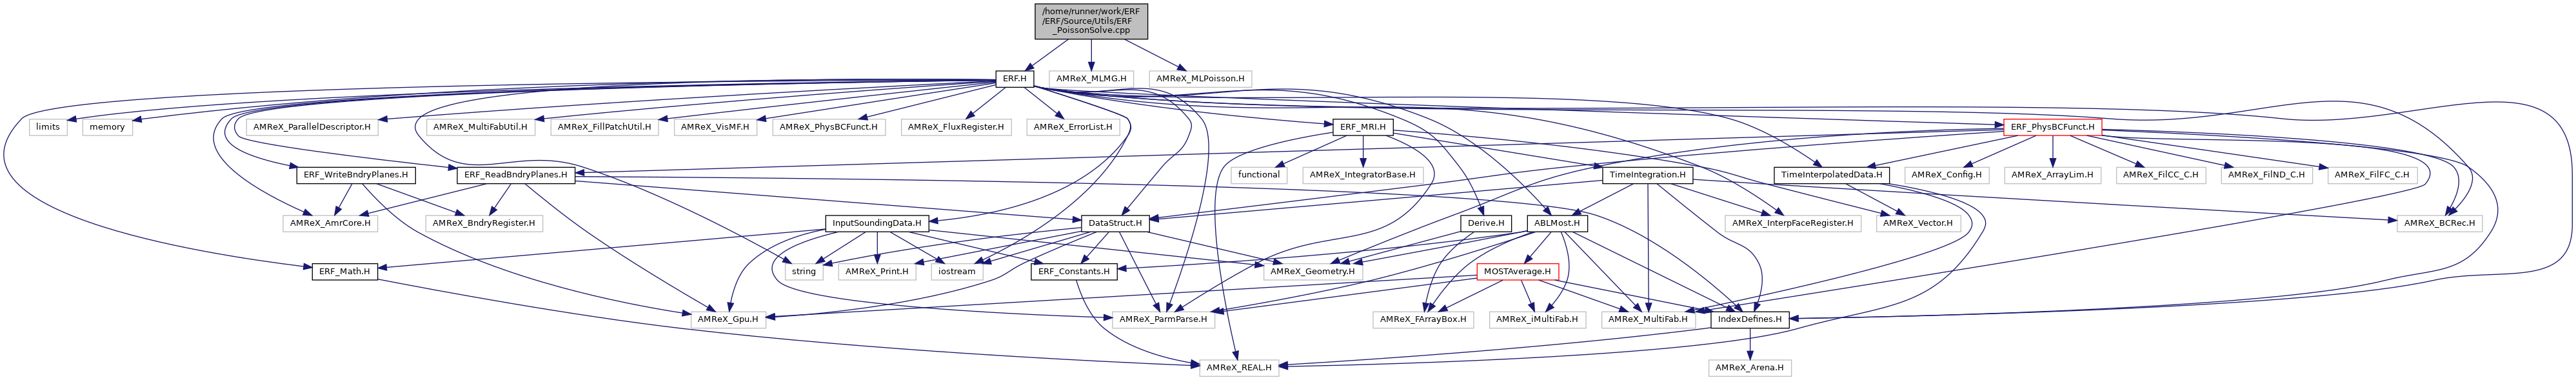 /home/runner/work/ERF
/ERF/Source/Utils/ERF
_PoissonSolve.cpp
ERF.H
AMReX_MLMG.H
AMReX_MLPoisson.H
limits
memory
AMReX_ParallelDescriptor.H
AMReX_MultiFabUtil.H
AMReX_FillPatchUtil.H
AMReX_VisMF.H
AMReX_PhysBCFunct.H
AMReX_FluxRegister.H
AMReX_ErrorList.H
ERF_MRI.H
ERF_PhysBCFunct.H
ERF_WriteBndryPlanes.H
ERF_ReadBndryPlanes.H
functional
AMReX_IntegratorBase.H
TimeIntegration.H
TimeInterpolatedData.H
AMReX_Config.H
AMReX_ArrayLim.H
AMReX_FilCC_C.H
AMReX_FilND_C.H
AMReX_FilFC_C.H
AMReX_AmrCore.H
AMReX_BndryRegister.H
InputSoundingData.H
DataStruct.H
Derive.H
ABLMost.H
AMReX_InterpFaceRegister.H
AMReX_Vector.H
AMReX_BCRec.H
ERF_Math.H
string
AMReX_Print.H
iostream
ERF_Constants.H
AMReX_Geometry.H
MOSTAverage.H
AMReX_Gpu.H
AMReX_ParmParse.H
AMReX_FArrayBox.H
AMReX_iMultiFab.H
AMReX_MultiFab.H
IndexDefines.H
AMReX_REAL.H
AMReX_Arena.H